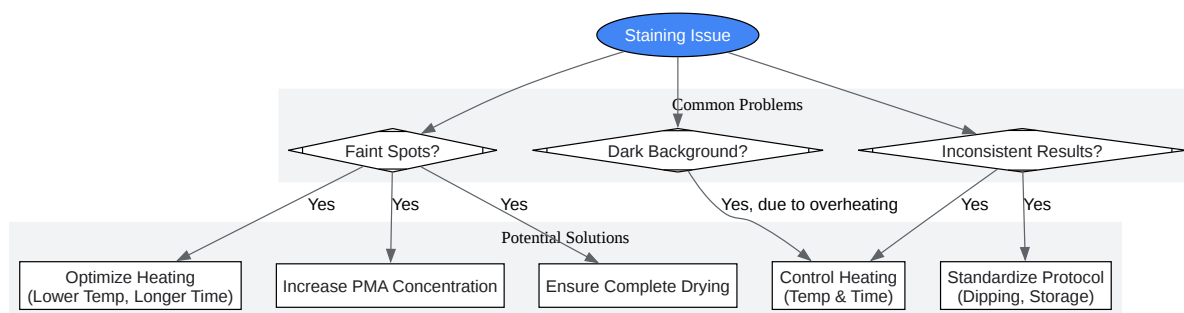 Staining Issue
Common Problems
Faint Spots?
Dark Background?
Inconsistent Results?
Yes
Yes
Yes
Yes, due to overheating
Yes
Yes
Potential Solutions
Optimize Heating
(Lower Temp, Longer Time)
Increase PMA Concentration
Ensure Complete Drying
Control Heating
(Temp & Time)
Standardize Protocol
(Dipping, Storage)